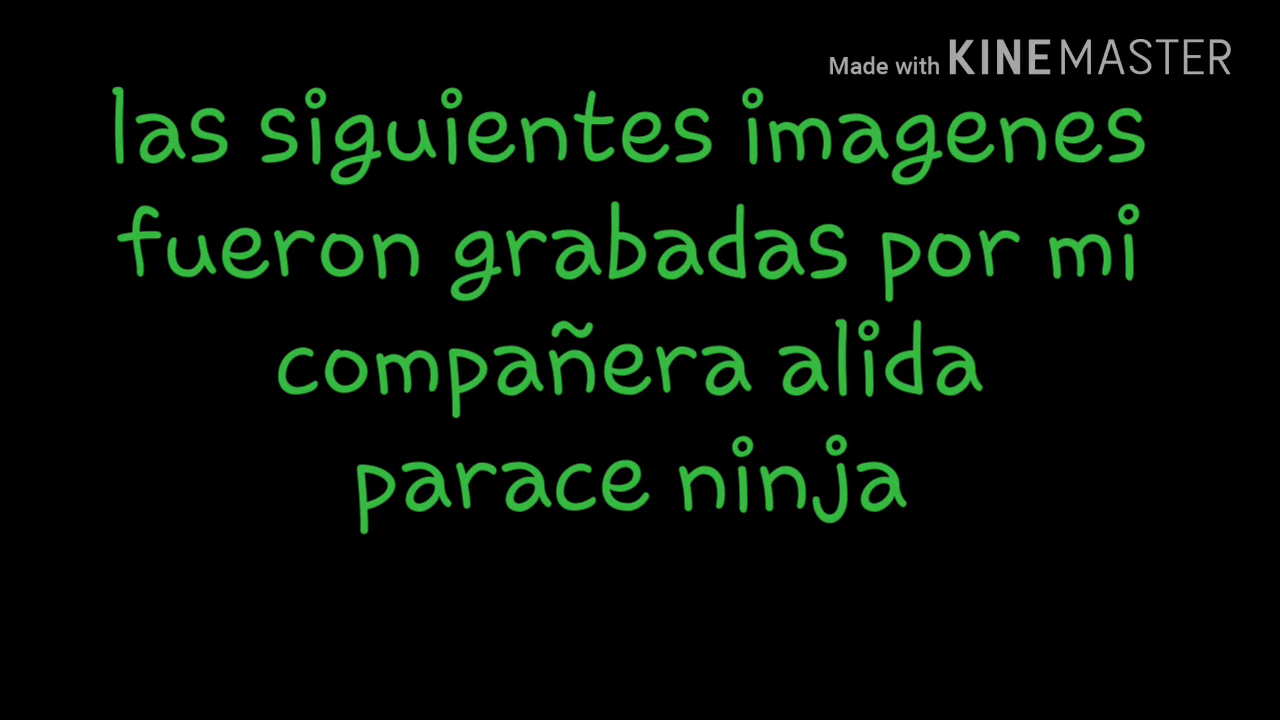 Made with KINEMASTER
las siguientes imagenes
fueron grabadas por mi
compañera alida
parace ninja